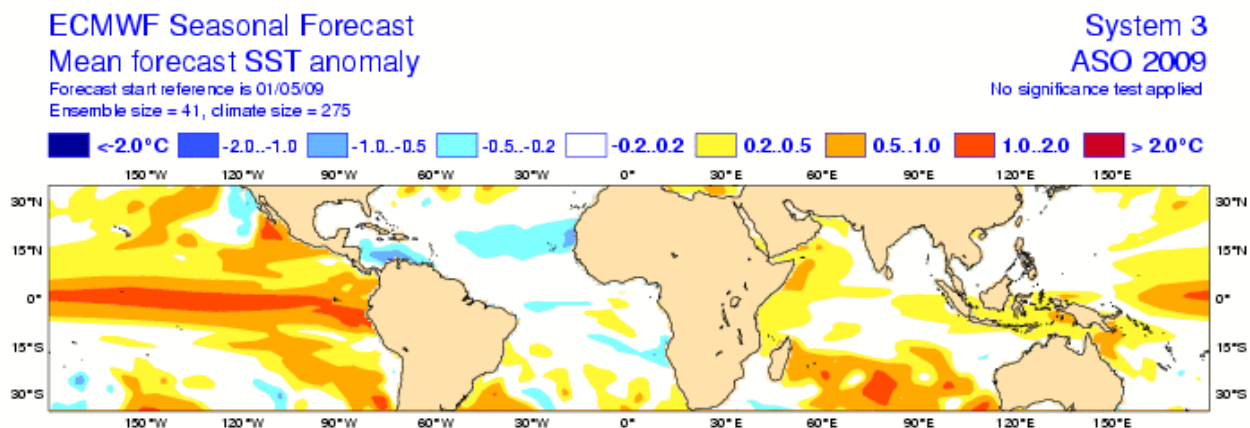 ECMWF Seasonal Forecast
Mean forecast SST anomaly
Forecast start reference is 01/05/09
Ensemble size = 41, climate size = 275
System 3
ASO 2009
No significance test applied
<-2.0°C -2.0..-1.0 -1.0..-0.5 -0.5..-0.2 -0.2..0.2 0.2..0.5 0.5..1.0 1.0..2.0 > 2.0°C
150°W 120°W 90°W 60°W 30°W 0° 30°E 60°E 90°E 120°E 150°E
30°N 30°N
15°N 15°N
0° 0°
15°S 15°S
30°S 30°S
150°W 120°W 90°W 60°W 30°W 0° 30°E 60°E 90°E 120°E 150°E